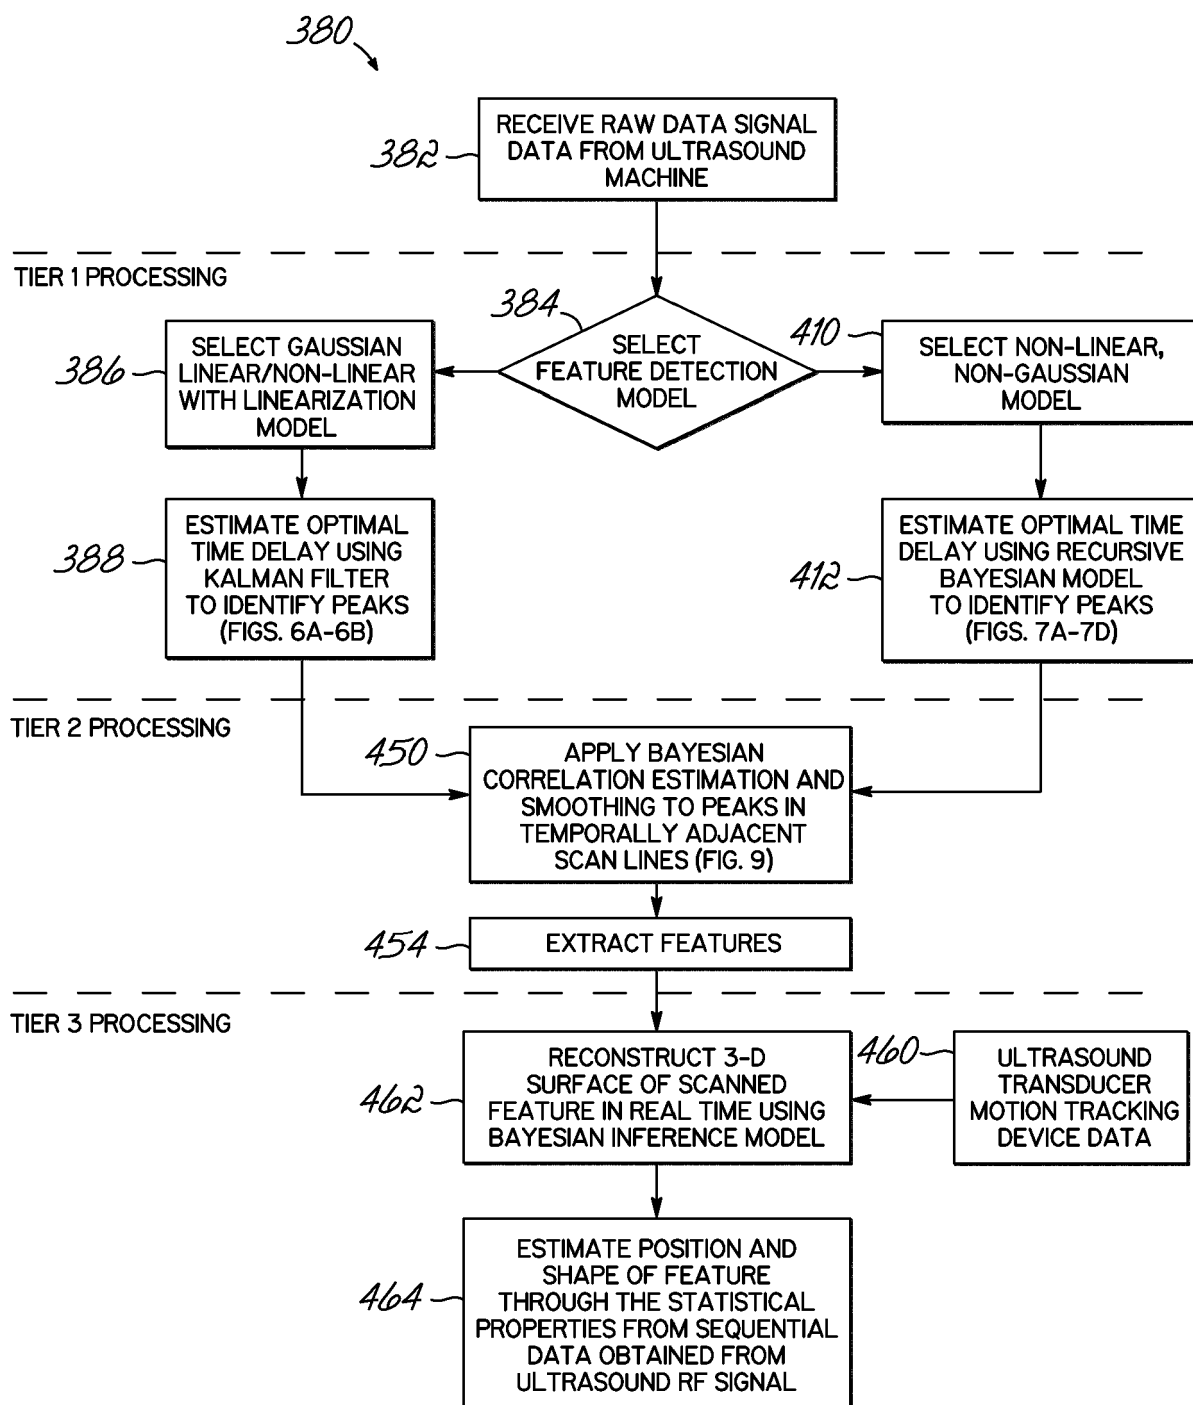 380
RECEIVE RAW DATA SIGNAL
DATA FROM ULTRASOUND
MACHINE
382
TIER 1 PROCESSING
384
SELECT
FEATURE DETECTION
MODEL
386
SELECT GAUSSIAN
LINEAR/NON-LINEAR
WITH LINEARIZATION
MODEL
410
SELECT NON-LINEAR,
NON-GAUSSIAN
MODEL
388
ESTIMATE OPTIMAL
TIME DELAY USING
KALMAN FILTER
TO IDENTIFY PEAKS
(FIGS. 6A-6B)
412
ESTIMATE OPTIMAL TIME
DELAY USING RECURSIVE
BAYESIAN MODEL
TO IDENTIFY PEAKS
(FIGS. 7A-7D)
TIER 2 PROCESSING
450
APPLY BAYESIAN
CORRELATION ESTIMATION AND
SMOOTHING TO PEAKS IN
TEMPORALLY ADJACENT
SCAN LINES (FIG. 9)
454
EXTRACT FEATURES
TIER 3 PROCESSING
462
RECONSTRUCT 3-D
SURFACE OF SCANNED
FEATURE IN REAL TIME USING
BAYESIAN INFERENCE MODEL
460
ULTRASOUND
TRANSDUCER
MOTION TRACKING
DEVICE DATA
464
ESTIMATE POSITION AND
SHAPE OF FEATURE
THROUGH THE STATISTICAL
PROPERTIES FROM SEQUENTIAL
DATA OBTAINED FROM
ULTRASOUND RF SIGNAL